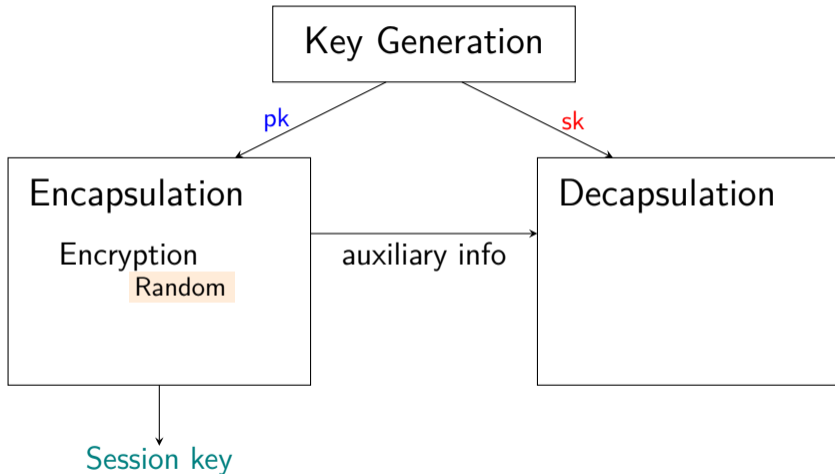 Key Generation
pk
sk
Encapsulation
Decapsulation
Encryption
auxiliary info
Random
Session key